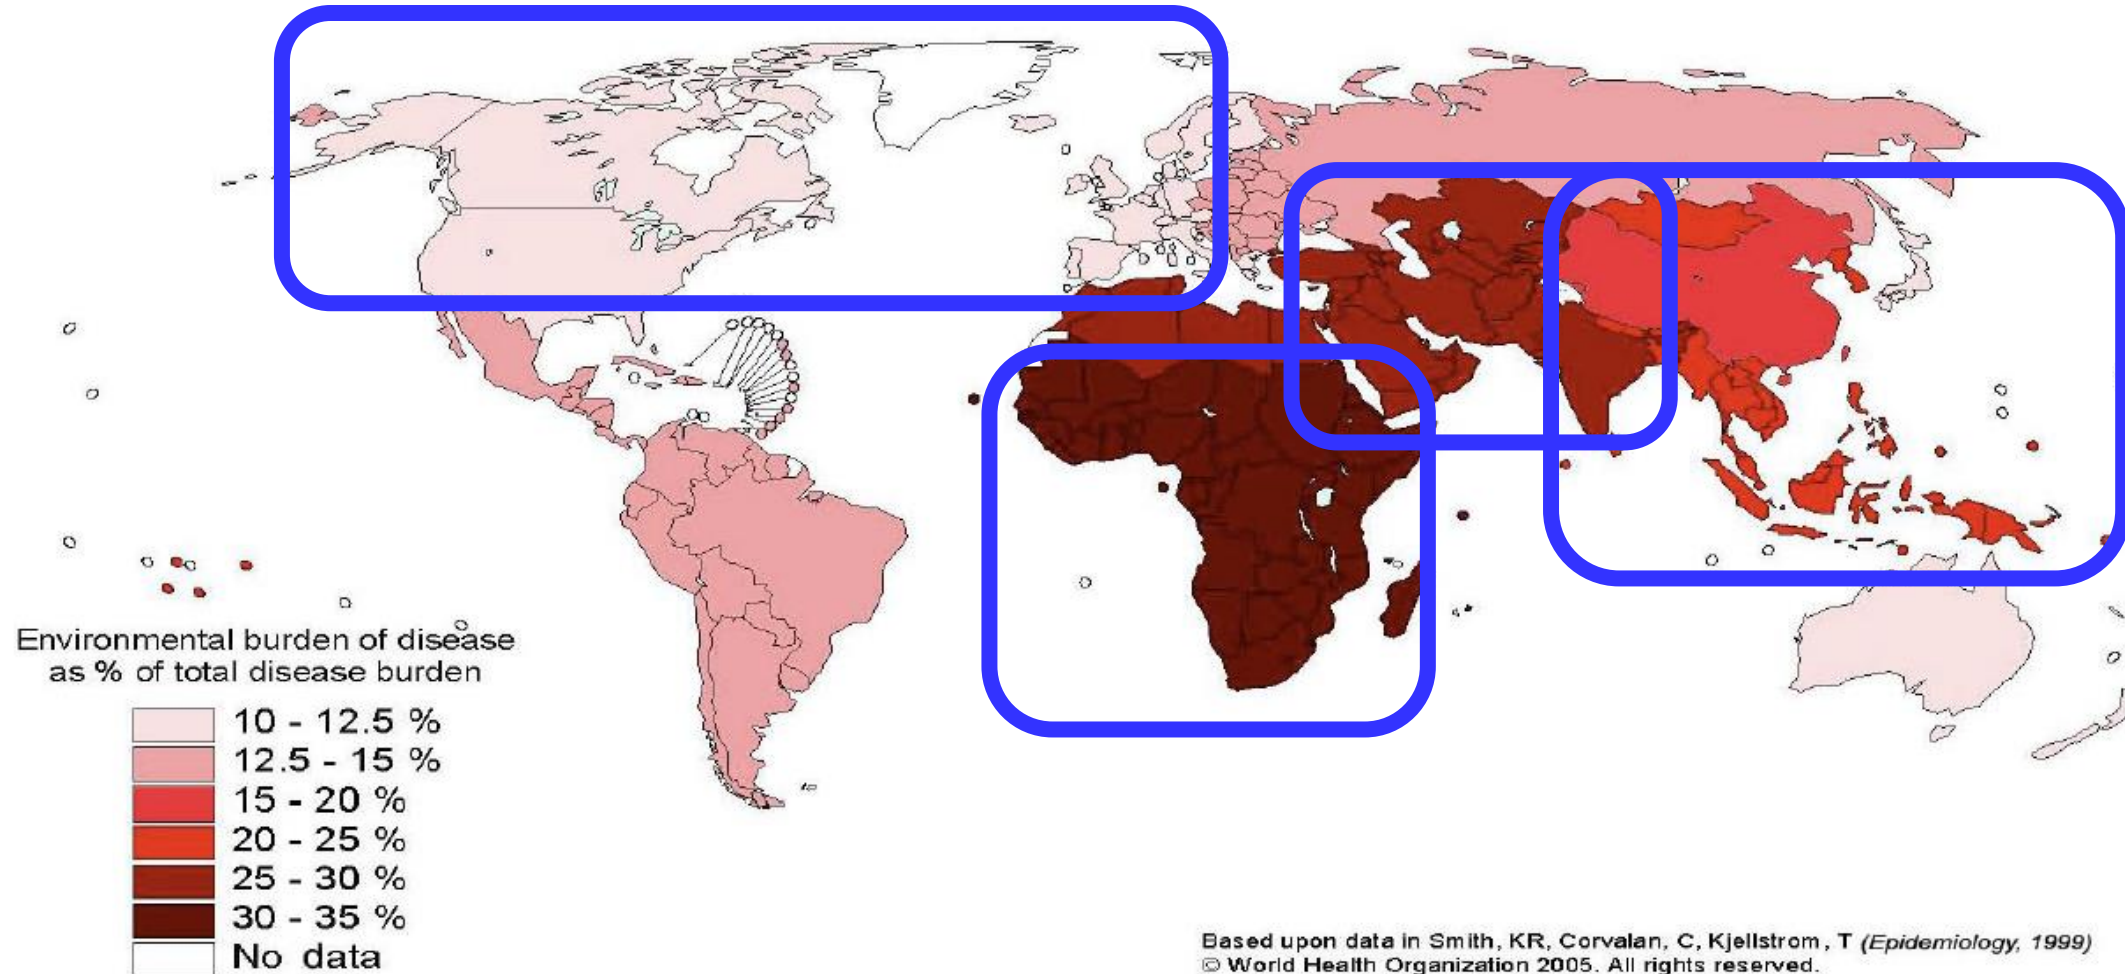 Environmental burden of disease
as % of total disease burden
10 - 12.5 %
12.5 - 15 %
15 - 20 %
20 - 25 %
25 - 30 %
30 - 35 %
No data
Based upon data in Smith, KR, Corvalan, C, Kjellstrom, T (Epidemiology, 1999)
© World Health Organization 2005. All rights reserved.